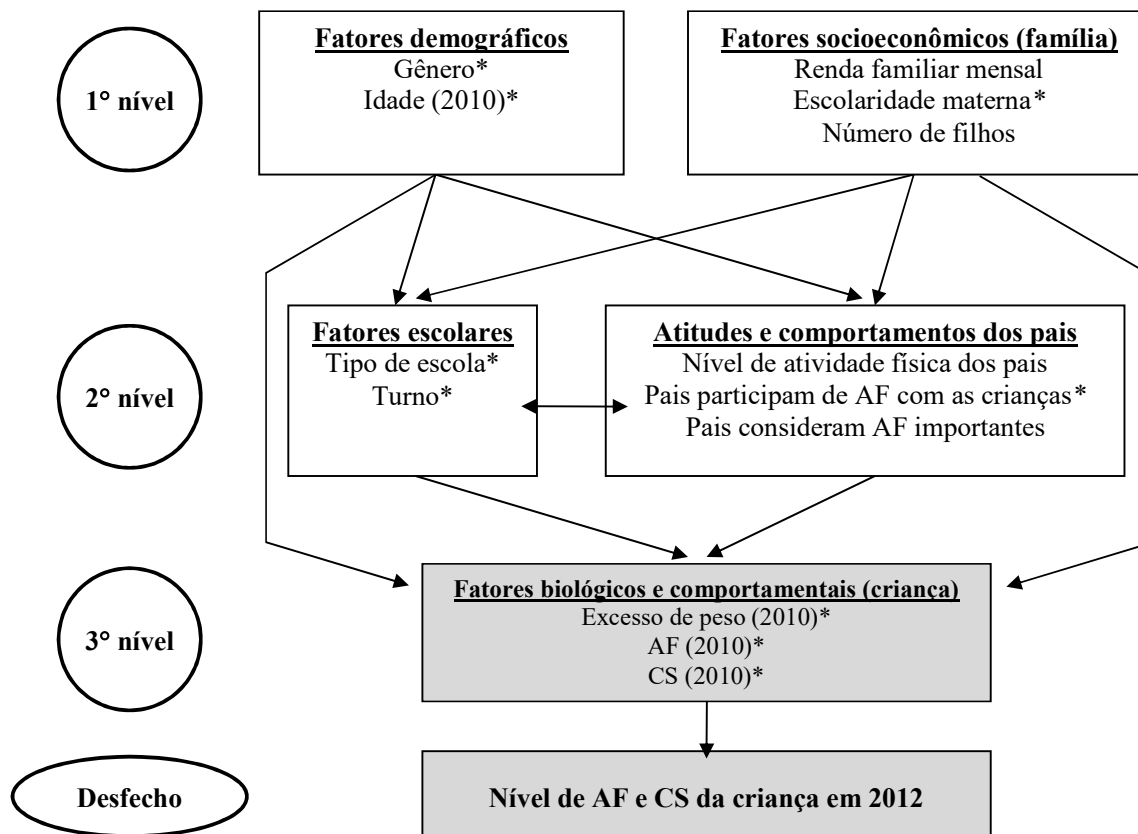 1° nível
Fatores demográficos
Gênero*
Idade (2010)*
Fatores socioeconômicos (família)
Renda familiar mensal
Escolaridade materna*
Número de filhos
2° nível
Fatores escolares
Tipo de escola*
Turno*
Atitudes e comportamentos dos pais
Nível de atividade física dos pais
Pais participam de AF com as crianças*
Pais consideram AF importantes
3° nível
Fatores biológicos e comportamentais (criança)
Excesso de peso (2010)*
AF (2010)*
CS (2010)*
Desfecho
Nível de AF e CS da criança em 2012